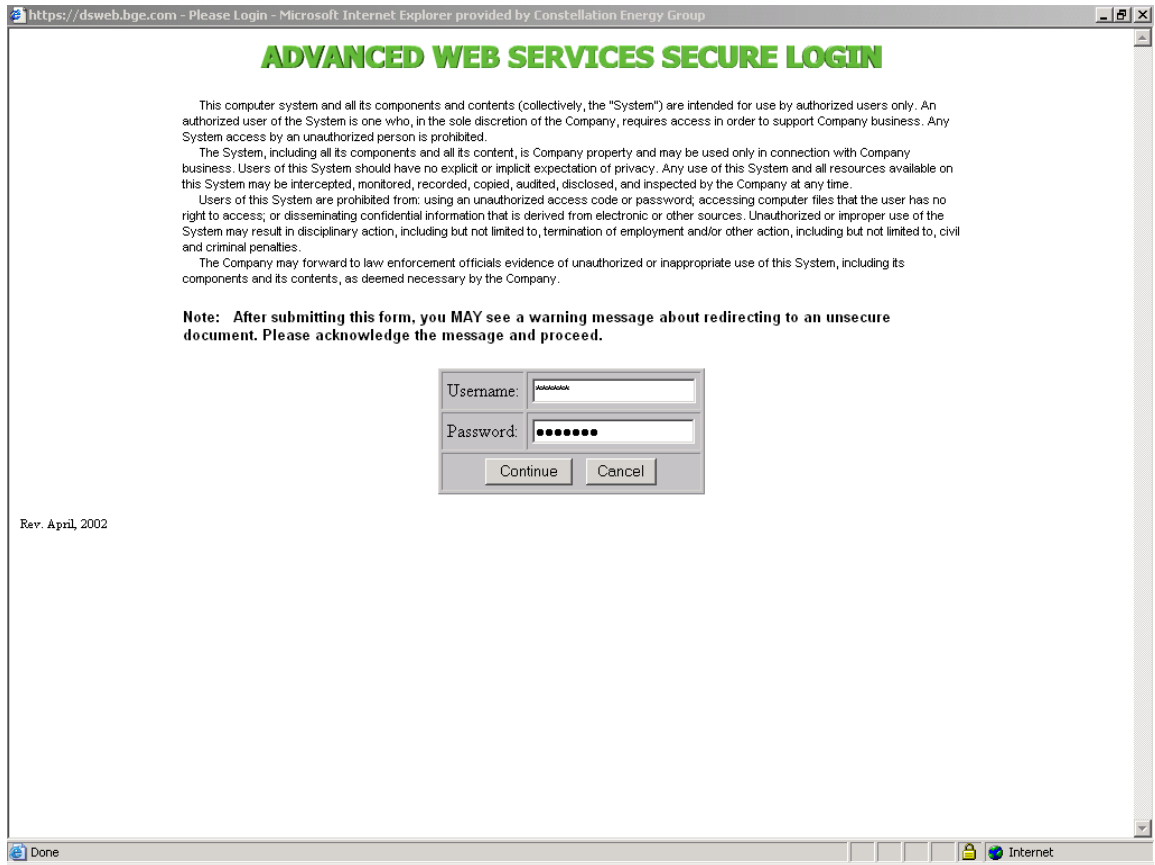 https://dsweb.bge.com - Please Login - Microsoft Internet Explorer provided by Constellation Energy Group
ADVANCED WEB SERVICES SECURE LOGIN
This computer system and all its components and contents (collectively, the "System") are intended for use by authorized users only. An
authorized user of the System is one who, in the sole discretion of the Company, requires access in order to support Company business. Any
System access by an unauthorized person is prohibited.
The System, including all its components and all its content, is Company property and may be used only in connection with Company
business. Users of this System should have no explicit or implicit expectation of privacy. Any use of this System and all resources available on
this System may be intercepted, monitored, recorded, copied, audited, disclosed, and inspected by the Company at any time.
Users of this System are prohibited from: using an unauthorized access code or password; accessing computer files that the user has no
right to access; or disseminating confidential information that is derived from electronic or other sources. Unauthorized or improper use of the
System may result in disciplinary action, including but not limited to, termination of employment and/or other action, including but not limited to, civil
and criminal penalties.
The Company may forward to law enforcement officials evidence of unauthorized or inappropriate use of this System, including its
components and its contents, as deemed necessary by the Company.
Note: After submitting this form, you MAY see a warning message about redirecting to an unsecure
document. Please acknowledge the message and proceed.
Username: ******
Password: ●●●●●●●
Continue Cancel
Rev. April, 2002
Done Internet